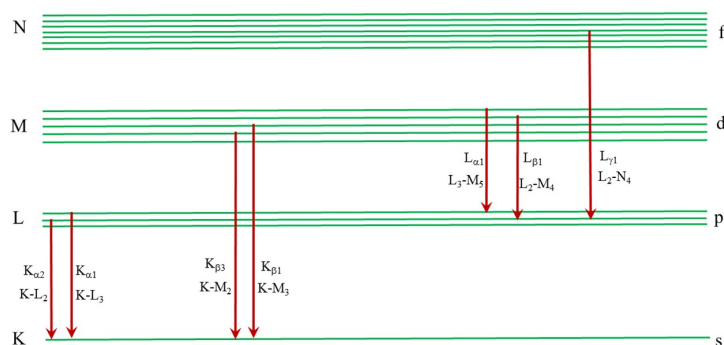 N
f
M
d
L
p
K
s
Kα2
K-L2
Kα1
K-L3
Kβ3
K-M2
Kβ1
K-M3
Lα1
L3-M5
Lβ1
L2-M4
Lγ1
L2-N4